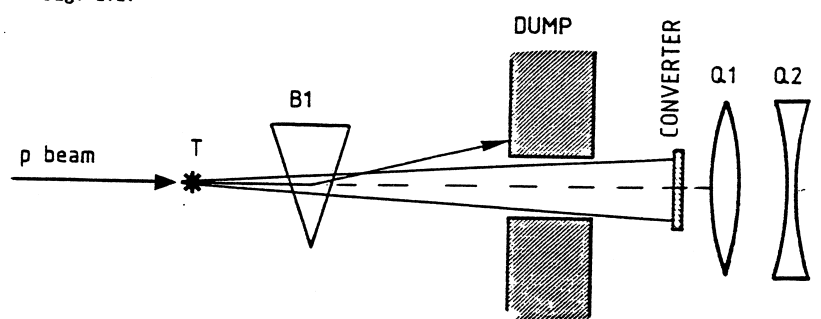 DUMP
CONVERTER
Q1
Q2
B1
T
p beam